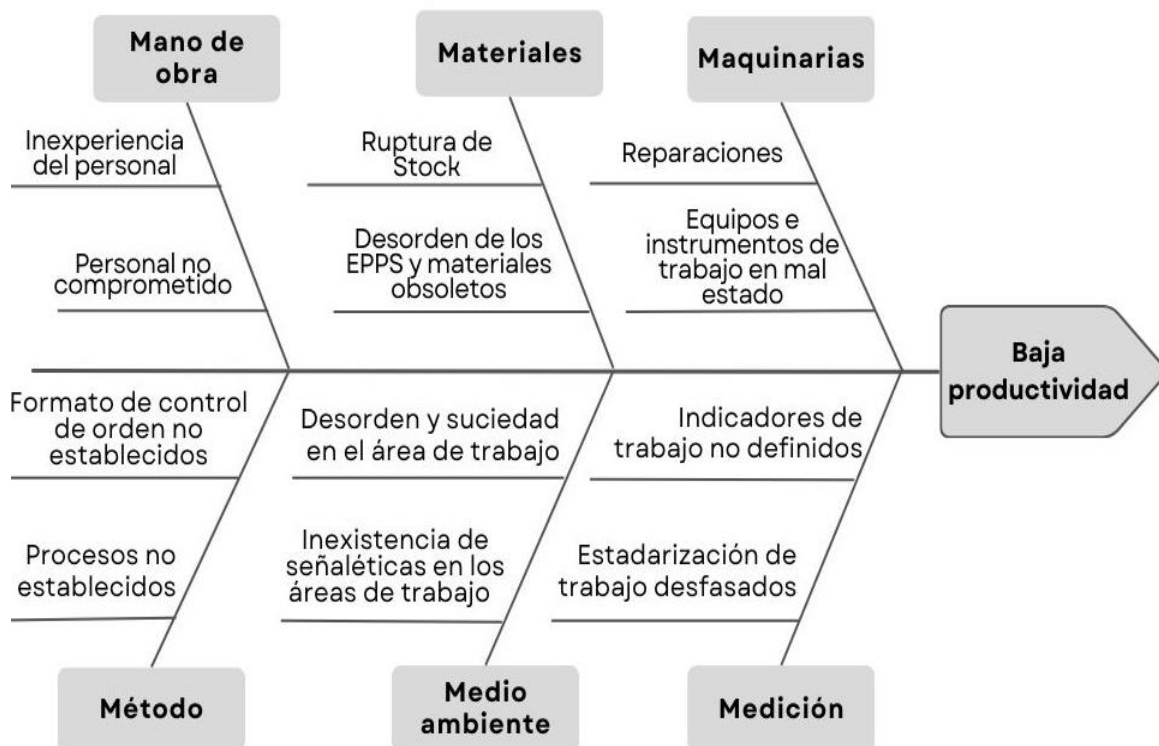 Mano de
obra
Materiales
Maquinarias
Inexperiencia
del personal
Ruptura de
Stock
Reparaciones
Personal no
comprometido
Desorden de los
EPPS y materiales
obsoletos
Equipos e
instrumentos de
trabajo en mal
estado
Baja
productividad
Formato de control
de orden no
establecidos
Desorden y suciedad
en el área de trabajo
Indicadores de
trabajo no definidos
Procesos no
establecidos
Inexistencia de
señaléticas en los
áreas de trabajo
Estadarización de
trabajo desfasados
Método
Medio
ambiente
Medición